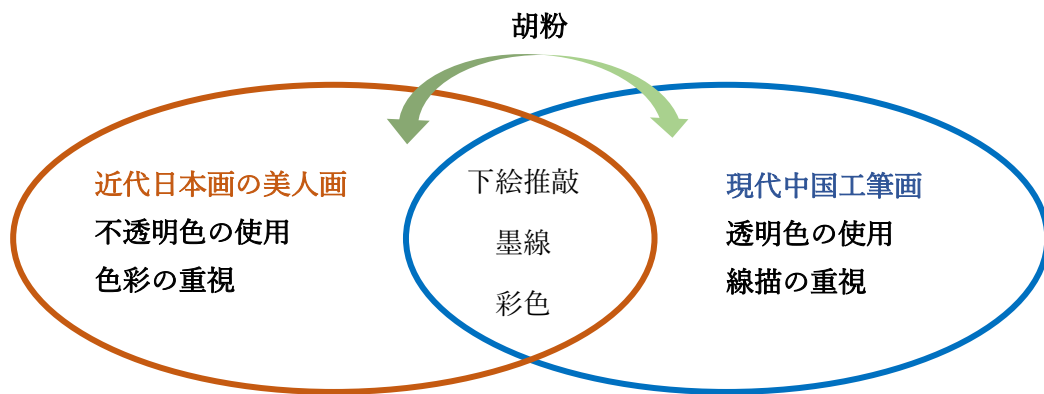 胡粉
近代日本画の美人画
不透明色の使用
色彩の重視
下絵推敲
墨線
彩色
現代中国工筆画
透明色の使用
線描の重視